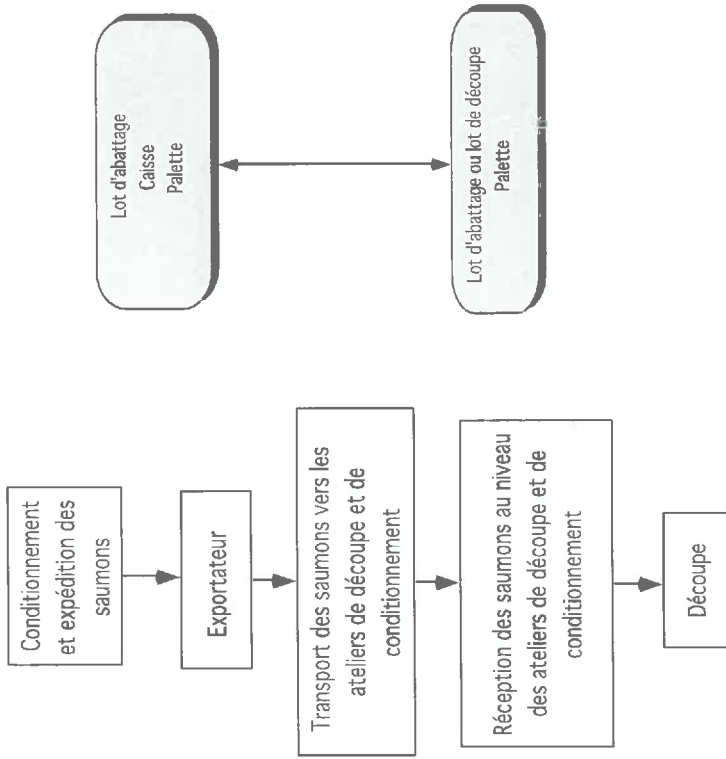 Conditionnement
et expédition des
saumons
Exportateur
Transport des saumons vers les
ateliers de découpe et de
conditionnement
Réception des saumons au niveau
des ateliers de découpe et de
conditionnement
Découpe
Lot d'abattage
Caisse
Palette
Lot d'abattage ou lot de découpe
Palette